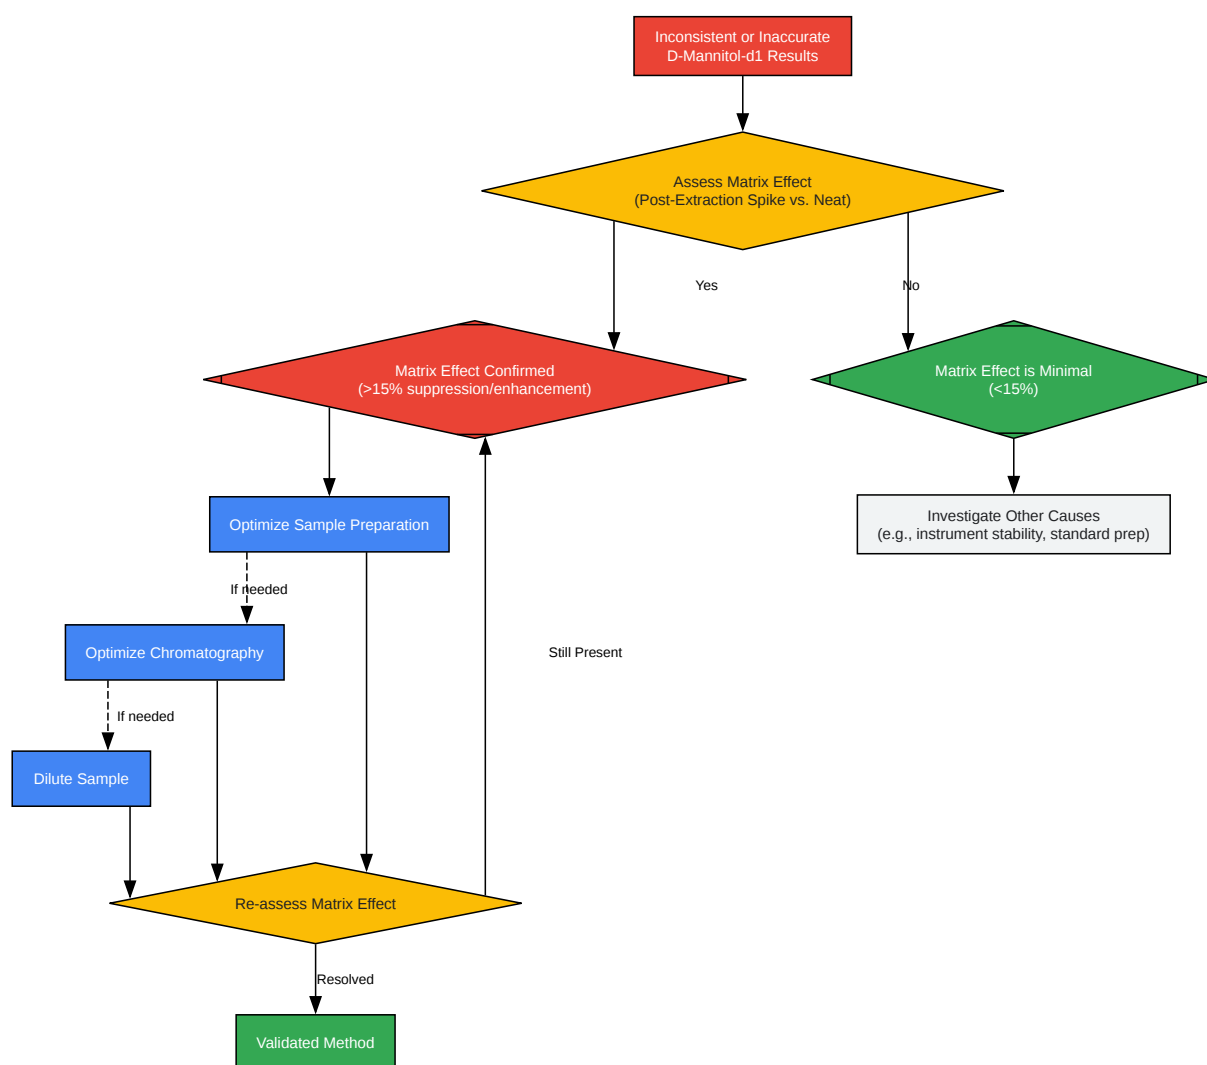 Inconsistent or Inaccurate
D-Mannitol-d1 Results
Assess Matrix Effect
(Post-Extraction Spike vs. Neat)
Yes
No
Matrix Effect Confirmed
(>15% suppression/enhancement)
Matrix Effect is Minimal
(<15%)
Optimize Sample Preparation
Investigate Other Causes
(e.g., instrument stability, standard prep)
If needed
Optimize Chromatography
Still Present
If needed
Dilute Sample
Re-assess Matrix Effect
Resolved
Validated Method